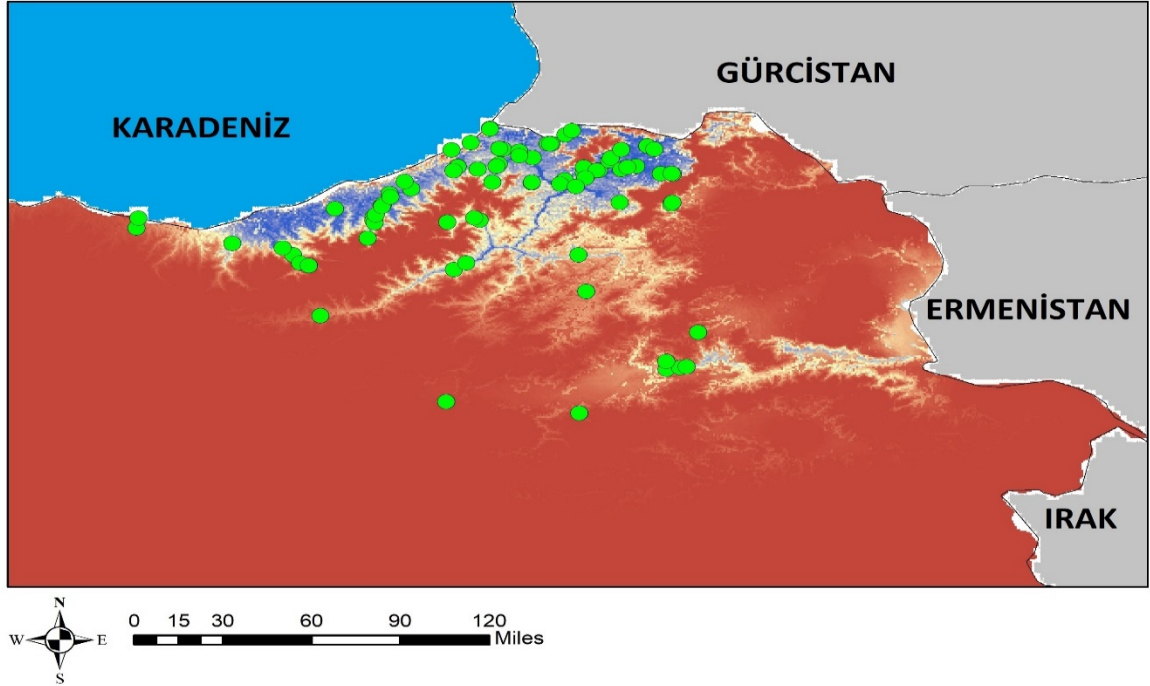 GÜRCİSTAN
KARADENİZ
ERMENİSTAN
IRAK
N
W E
S
0 15 30 60 90 120
Miles